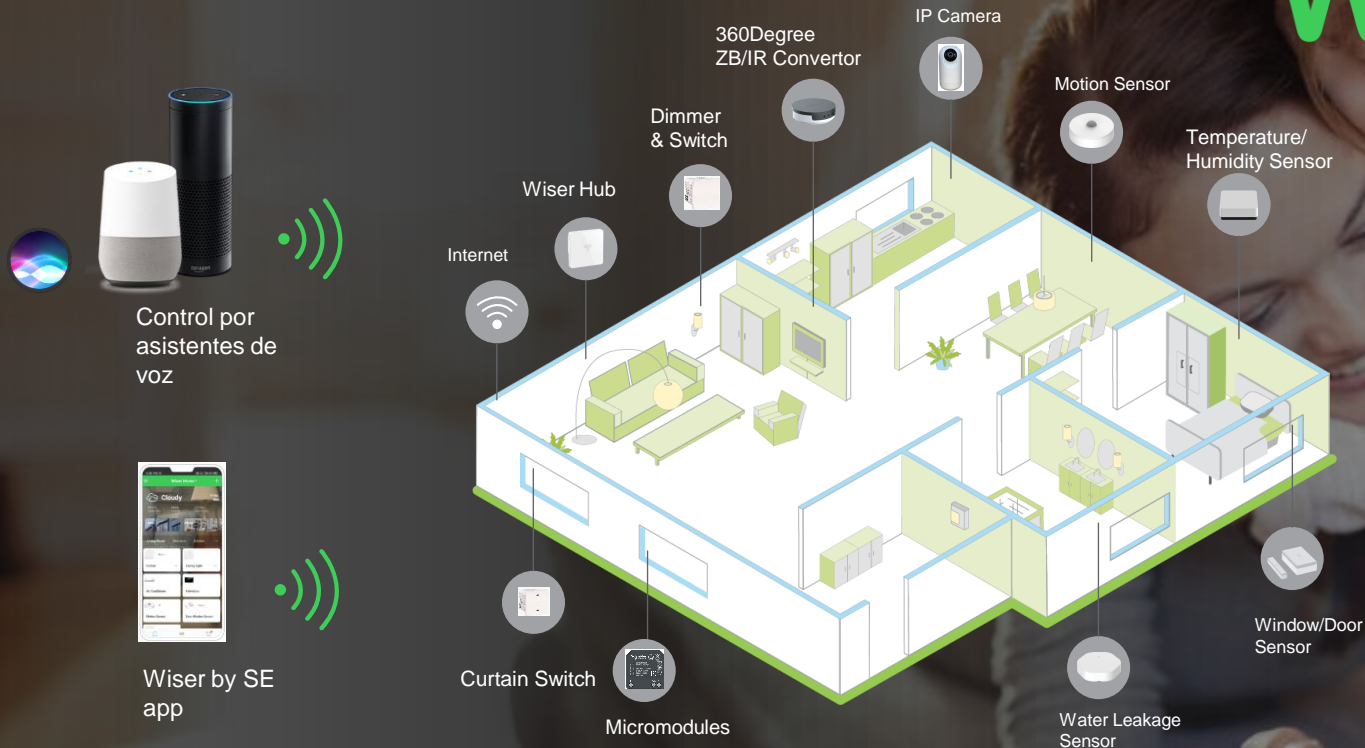 W
IP Camera
360Degree
ZB/IR Convertor
Motion Sensor
Dimmer
& Switch
Temperature/
Humidity Sensor
Wiser Hub
Internet
Control por
asistentes de
voz
Cloudy
Wiser by SE
app
Curtain Switch
Micromodules
Water Leakage
Sensor
Window/Door
Sensor